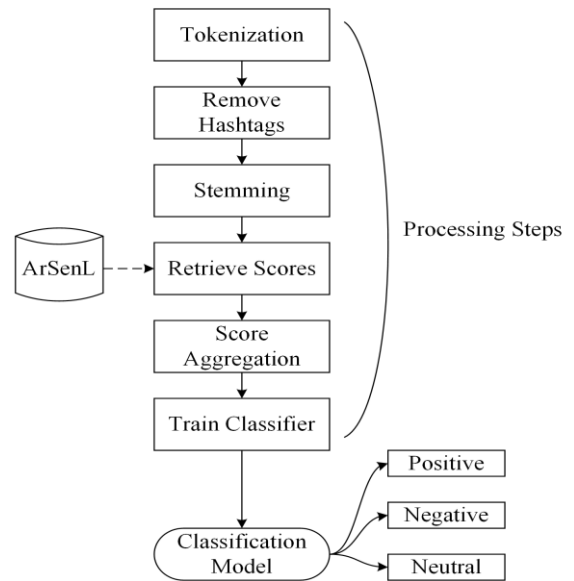 Tokenization
Remove
Hashtags
Stemming
ArSenL
Retrieve Scores
Processing Steps
Score
Aggregation
Train Classifier
Positive
Classification
Model
Negative
Neutral